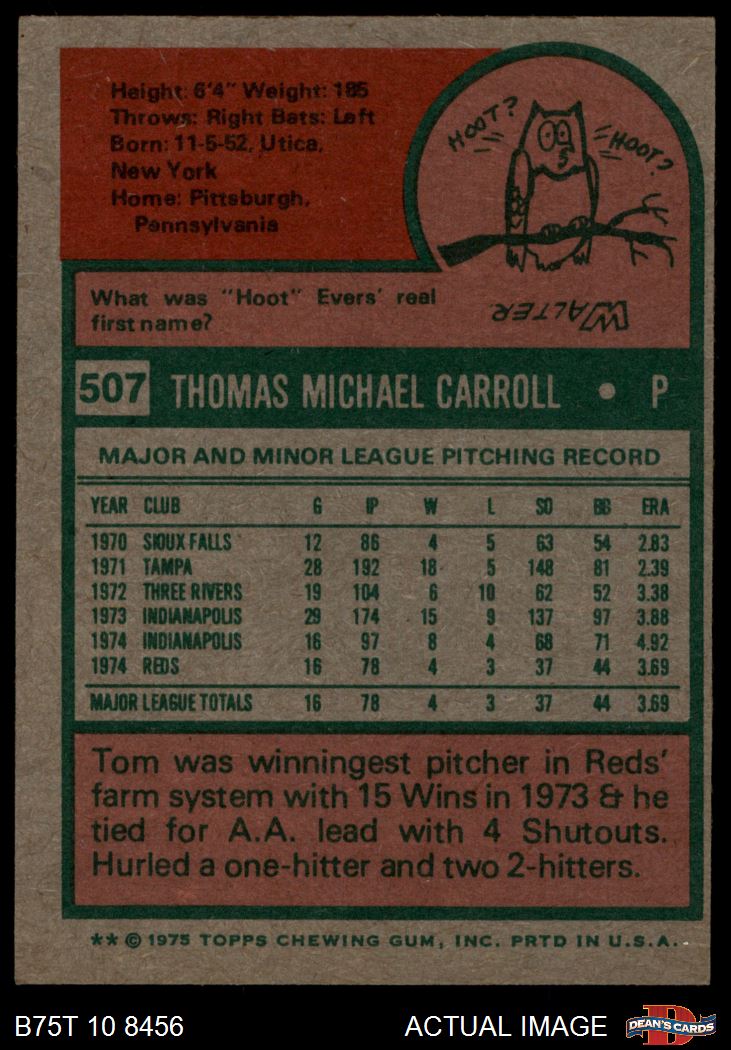 Height: 6'4" Weight: 185
Throws: Right Bats: Left
Born: 11-5-52, Utica,
New York
Home: Pittsburgh,
Pennsylvania
HOOT?
HOOT?
What was "Hoot" Evers' real
first name?
WALTER.
507 THOMAS MICHAEL CARROLL • P
MAJOR AND MINOR LEAGUE PITCHING RECORD
YEAR CLUB G IP W L SO BB ERA
1970 SIOUX FALLS 12 86 4 5 63 54 2.83
1971 TAMPA 28 192 18 5 148 81 2.39
1972 THREE RIVERS 19 104 6 10 62 52 3.38
1973 INDIANAPOLIS 29 174 15 9 137 97 3.88
1974 INDIANAPOLIS 16 97 8 4 68 71 4.92
1974 REDS 16 78 4 3 37 44 3.69
MAJOR LEAGUE TOTALS 16 78 4 3 37 44 3.69
Tom was winningest pitcher in Reds'
farm system with 15 Wins in 1973 & he
tied for A.A. lead with 4 Shutouts.
Hurled a one-hitter and two 2-hitters.
** © 1975 TOPPS CHEWING GUM, INC. PRTD IN U.S.A.
B75T 10 8456 ACTUAL IMAGE D DEAN'S CARDS